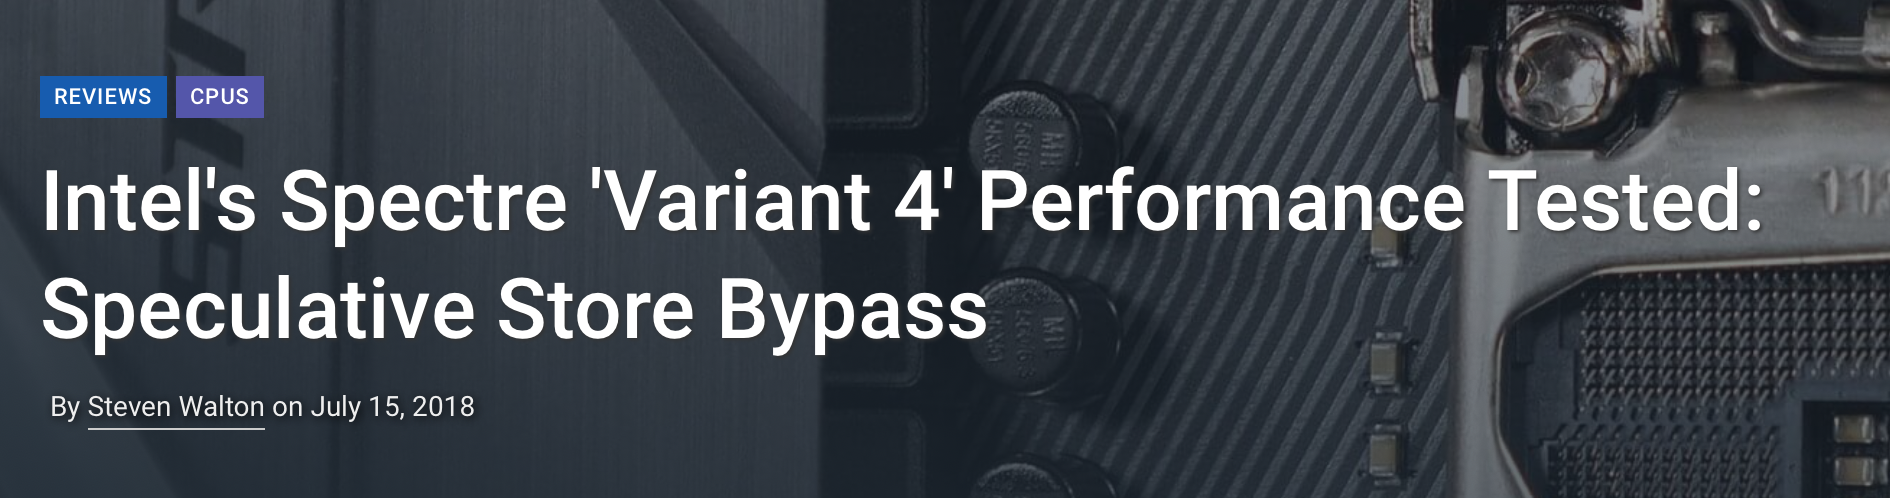 REVIEWS CPUS
Intel's Spectre 'Variant 4' Performance Tested:
Speculative Store Bypass
By Steven Walton on July 15, 2018